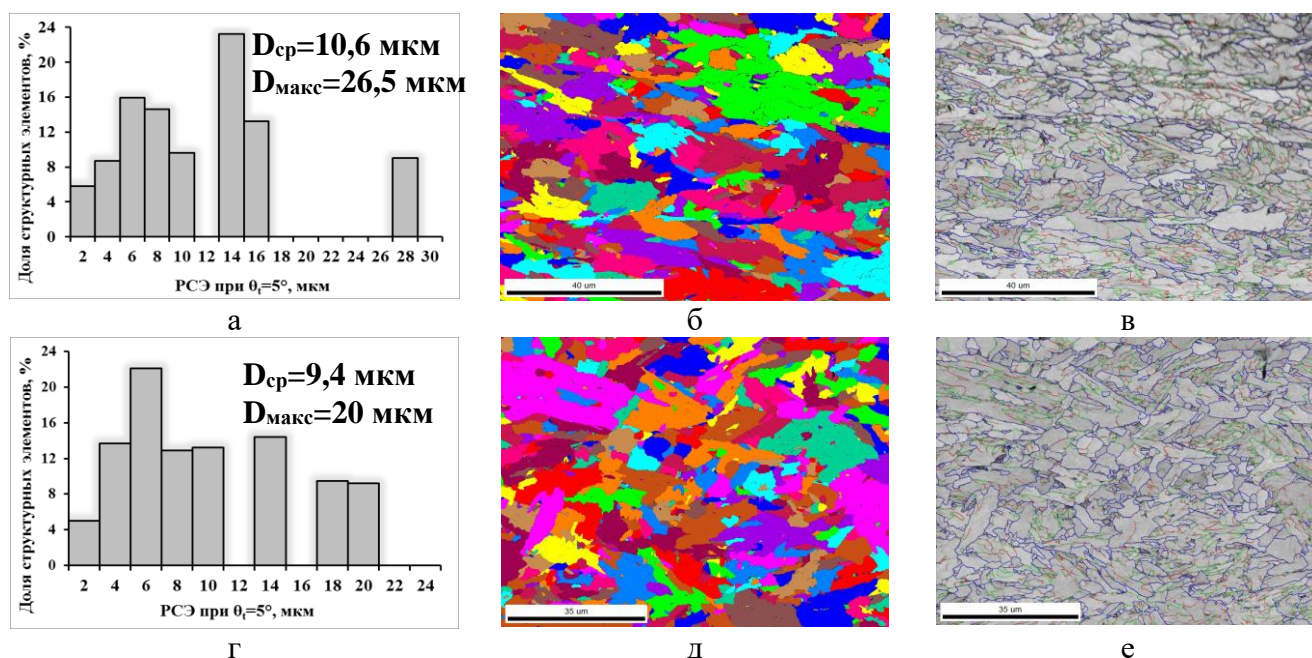 Доля структурных элементов, %
24
20
16
12
8
4
0
Dср=10,6 мкм
Dмакс=26,5 мкм
2 4 6 8 10 12 14 16 18 20 22 24 26 28 30
РСЭ при θt=5°, мкм
40 um
40 um
а б в
Доля структурных элементов, %
24
20
16
12
8
4
0
Dср=9,4 мкм
Dмакс=20 мкм
2 4 6 8 10 12 14 18 20 22 24
РСЭ при θt=5°, мкм
35 um
35 um
г д е